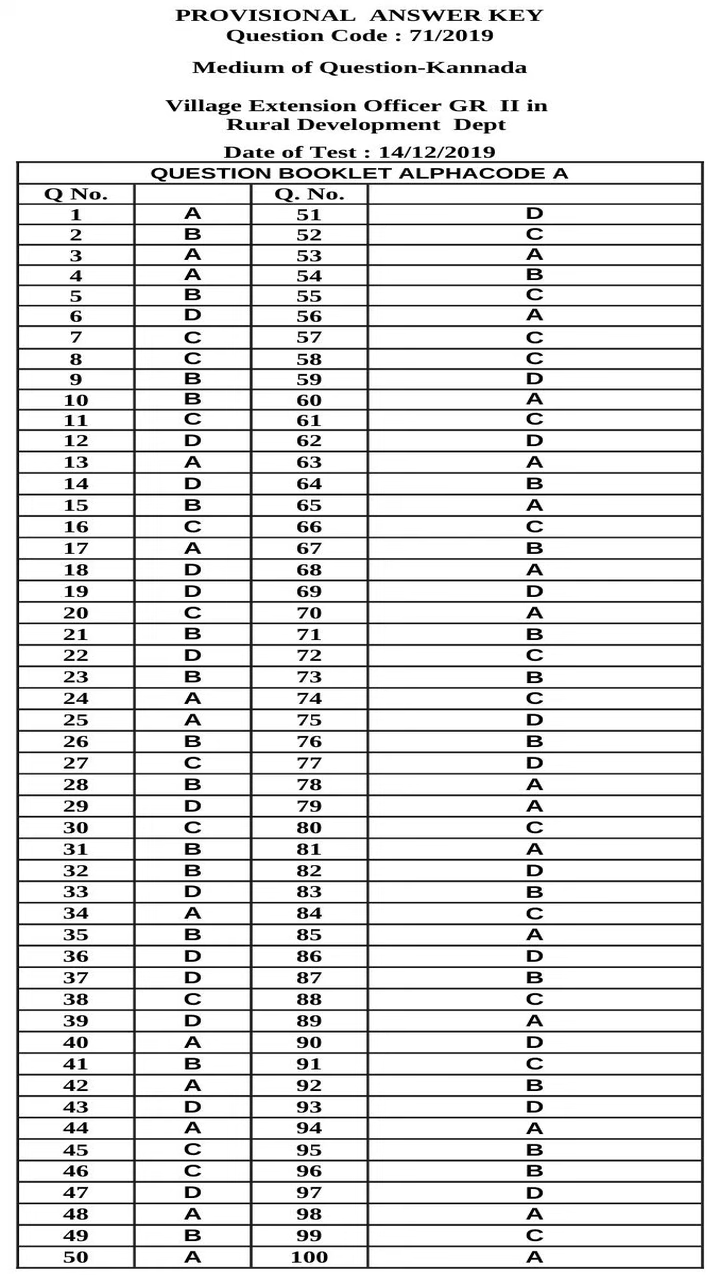 PROVISIONAL ANSWER KEY
Question Code : 71/2019
Medium of Question-Kannada
Village Extension Officer GR II in
Rural Development Dept
Date of Test : 14/12/2019
QUESTION BOOKLET ALPHACODE A
Q No. Q. No.
1 A 51 D
2 B 52 C
3 A 53 A
4 A 54 B
5 B 55 C
6 D 56 A
7 C 57 C
8 C 58 C
9 B 59 D
10 B 60 A
11 C 61 C
12 D 62 D
13 A 63 A
14 D 64 B
15 B 65 A
16 C 66 C
17 A 67 B
18 D 68 A
19 D 69 D
20 C 70 A
21 B 71 B
22 D 72 C
23 B 73 B
24 A 74 C
25 A 75 D
26 B 76 B
27 C 77 D
28 B 78 A
29 D 79 A
30 C 80 C
31 B 81 A
32 B 82 D
33 D 83 B
34 A 84 C
35 B 85 A
36 D 86 D
37 D 87 B
38 C 88 C
39 D 89 A
40 A 90 D
41 B 91 C
42 A 92 B
43 D 93 D
44 A 94 A
45 C 95 B
46 C 96 B
47 D 97 D
48 A 98 A
49 B 99 C
50 A 100 A